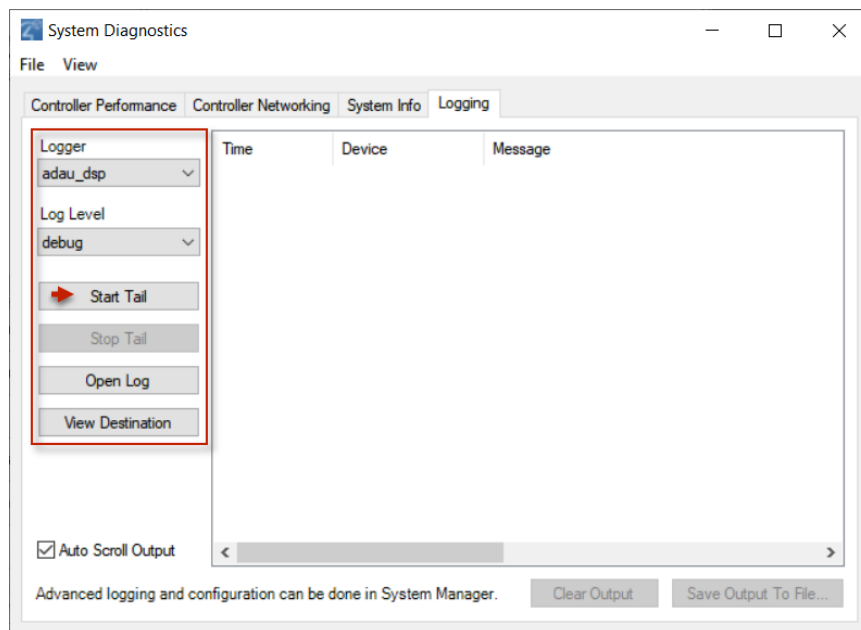 System Diagnostics
File View
Controller Performance Controller Networking System Info Logging
Logger
adau_dsp
Log Level
debug
Start Tail
Stop Tail
Open Log
View Destination
Auto Scroll Output
Time Device Message
Advanced logging and configuration can be done in System Manager.
Clear Output Save Output To File...